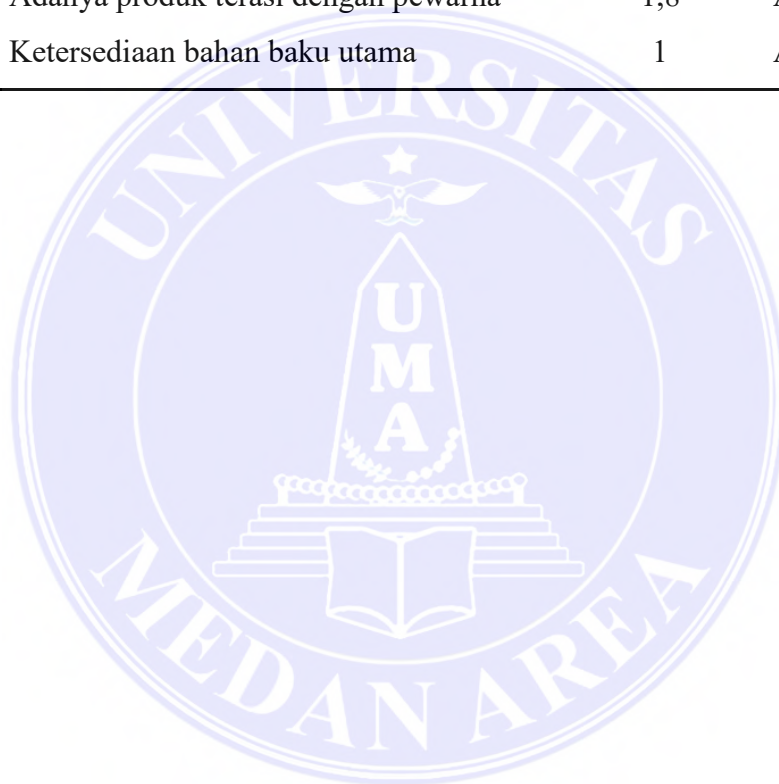 Adanya produk terasi dengan pewarna 1,8 A
Ketersediaan bahan baku utama 1 A
UNIVERSITAS
U
M
A
MEDAN AREA